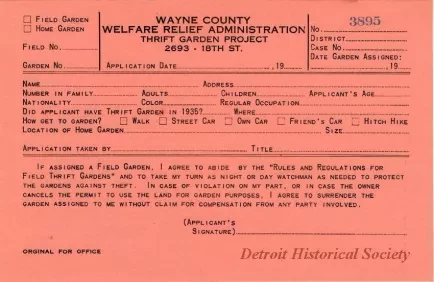 ☐ FIELD GARDEN
☐ HOME GARDEN
FIELD NO.
GARDEN NO.
WAYNE COUNTY
WELFARE RELIEF ADMINISTRATION
THRIFT GARDEN PROJECT
2693 - 18TH ST.
APPLICATION DATE , 19
NO 3895
DISTRICT
CASE NO.
DATE GARDEN ASSIGNED:
, 19
NAME ADDRESS
NUMBER IN FAMILY ADULTS CHILDREN APPLICANT'S AGE
NATIONALITY COLOR REGULAR OCCUPATION
DID APPLICANT HAVE THRIFT GARDEN IN 1935? WHERE
HOW GET TO GARDEN? ☐ WALK ☐ STREET CAR ☐ OWN CAR ☐ FRIEND'S CAR ☐ HITCH HIKE
LOCATION OF HOME GARDEN SIZE
APPLICATION TAKEN BY TITLE
IF ASSIGNED A FIELD GARDEN, I AGREE TO ABIDE BY THE "RULES AND REGULATIONS FOR
FIELD THRIFT GARDENS" AND TO TAKE MY TURN AS NIGHT OR DAY WATCHMAN AS NEEDED TO PROTECT
THE GARDENS AGAINST THEFT. IN CASE OF VIOLATION ON MY PART, OR IN CASE THE OWNER
CANCELS THE PERMIT TO USE THE LAND FOR GARDEN PURPOSES, I AGREE TO SURRENDER THE
GARDEN ASSIGNED TO ME WITHOUT CLAIM FOR COMPENSATION FROM ANY PARTY INVOLVED.
(APPLICANT'S
SIGNATURE)
ORGINAL FOR OFFICE
Detroit Historical Society